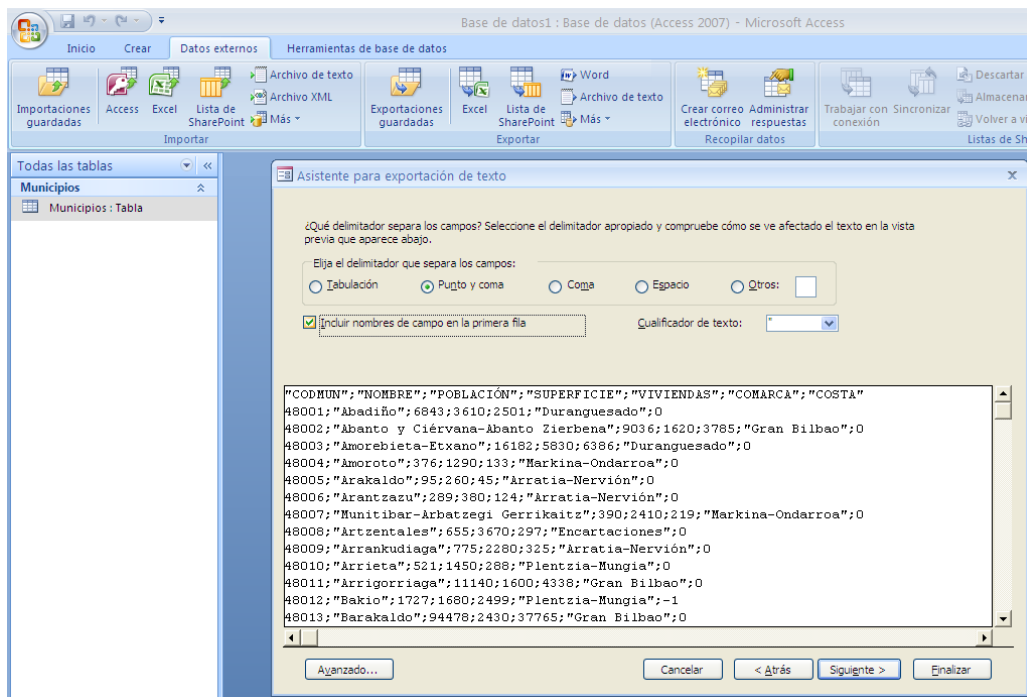 Base de datos1 : Base de datos (Access 2007) - Microsoft Access
Inicio Crear Datos externos Herramientas de base de datos
Importaciones guardadas
Access
Excel
Lista de SharePoint
Archivo de texto
Archivo XML
Más
Importar
Exportaciones guardadas
Excel
Lista de SharePoint
Word
Archivo de texto
Más
Exportar
Crear correo electrónico
Administrar respuestas
Recopilar datos
Trabajar con conexión
Sincronizar
Descartar
Almacenar
Volver a vi
Listas de Sh
Todas las tablas
Municipios
Municipios : Tabla
Asistente para exportación de texto
¿Qué delimitador separa los campos? Seleccione el delimitador apropiado y compruebe cómo se ve afectado el texto en la vista
previa que aparece abajo.
Elija el delimitador que separa los campos:
Tabulación Punto y coma Coma Espacio Otros:
Incluir nombres de campo en la primera fila Cualificador de texto: "
"CODMUN";"NOMBRE";"POBLACIÓN";"SUPERFICIE";"VIVIENDAS";"COMARCA";"COSTA"
48001;"Abadiño";6843;3610;2501;"Duranguesado";0
48002;"Abanto y Ciérvana-Abanto Zierbena";9036;1620;3785;"Gran Bilbao";0
48003;"Amorebieta-Etxano";16182;5830;6386;"Duranguesado";0
48004;"Amoroto";376;1290;133;"Markina-Ondarroa";0
48005;"Arakaldo";95;260;45;"Arratia-Nervión";0
48006;"Arantzazu";289;380;124;"Arratia-Nervión";0
48007;"Munitibar-Arbatzegi Gerrikaitz";390;2410;219;"Markina-Ondarroa";0
48008;"Artzentales";655;3670;297;"Encartaciones";0
48009;"Arrankudiaga";775;2280;325;"Arratia-Nervión";0
48010;"Arrieta";521;1450;288;"Plentzia-Mungia";0
48011;"Arrigorriaga";11140;1600;4338;"Gran Bilbao";0
48012;"Bakio";1727;1680;2499;"Plentzia-Mungia";-1
48013;"Barakaldo";94478;2430;37765;"Gran Bilbao";0
Avanzado... Cancelar < Atrás Siguiente > Finalizar